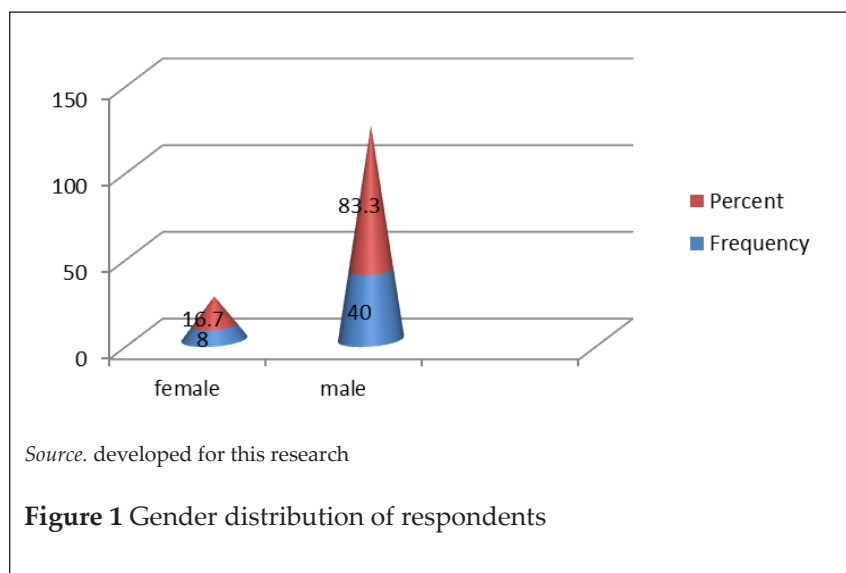 150
100
50
0
83.3
40
16.7
8
female
male
Percent
Frequency
Source. developed for this research
Figure 1 Gender distribution of respondents